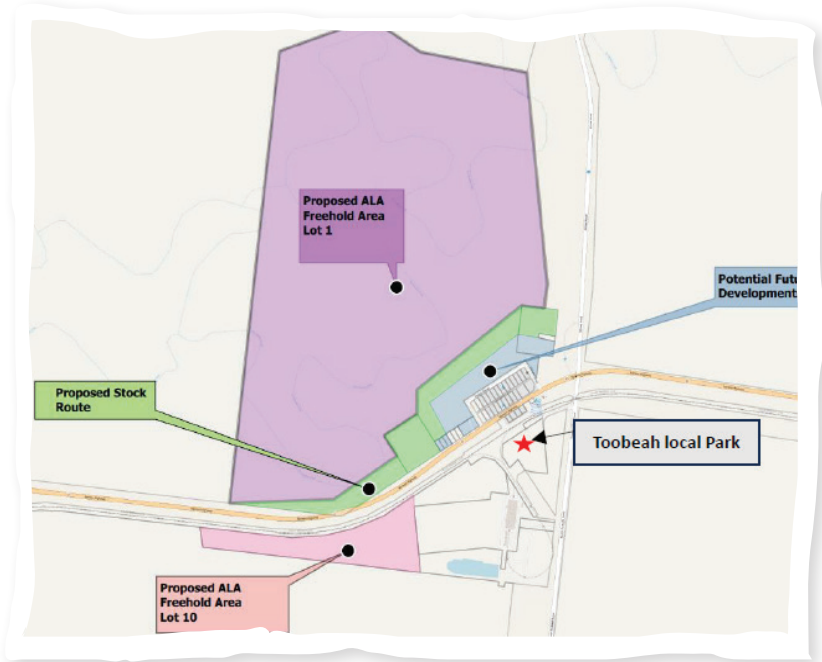 Proposed ALA
Freehold Area
Lot 1
Potential Futu
Development
Proposed Stock
Route
Toobeah local Park
Proposed ALA
Freehold Area
Lot 10